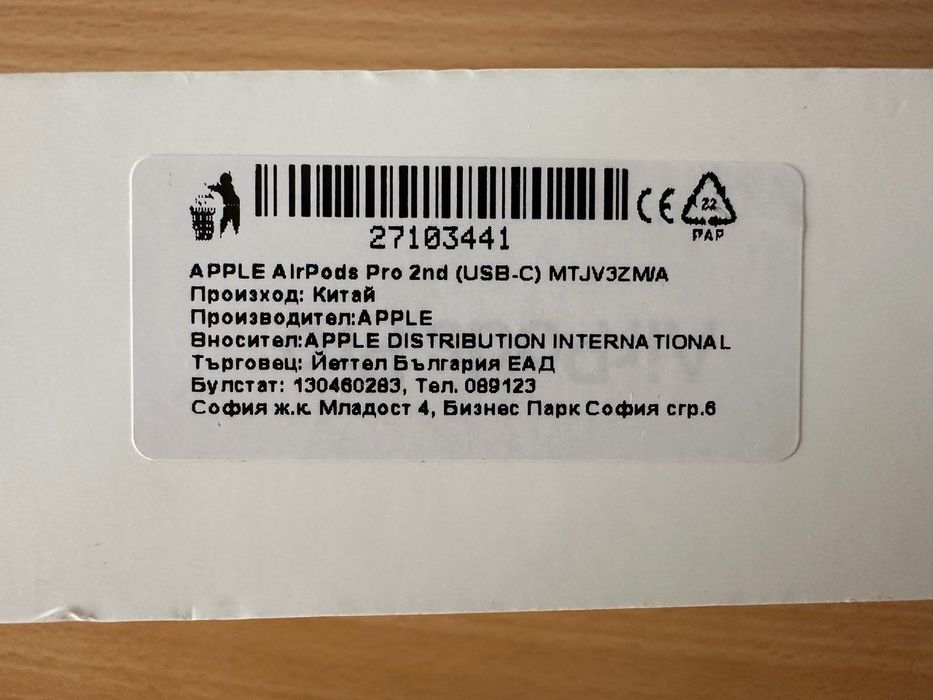 CE
22
PAP
27103441
APPLE AirPods Pro 2nd (USB-C) MTJV3ZM/A
Произход: Китай
Производител:APPLE
Вносител:APPLE DISTRIBUTION INTERNATIONAL
Търговец: Йеттел България ЕАД
Булстат: 130460283, Тел. 089123
София ж.к. Младост 4, Бизнес Парк София сгр.6